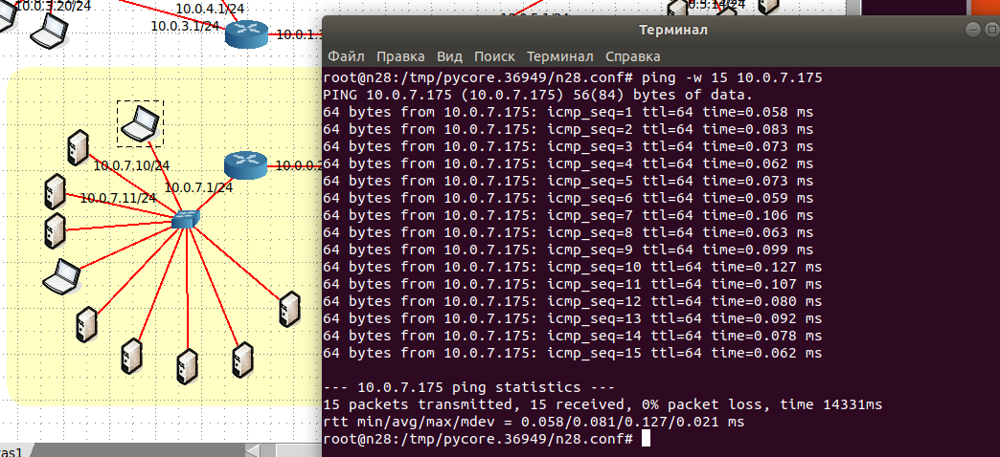 10.0.3.20/24
10.0.4.1/24
10.0.3.1/24
10.0.1.
10.0.7.10/24
10.0.7.1/24
10.0.0.2
10.0.7.11/24
as1
Терминал
Файл Правка Вид Поиск Терминал Справка
root@n28:/tmp/pycore.36949/n28.conf# ping -w 15 10.0.7.175
PING 10.0.7.175 (10.0.7.175) 56(84) bytes of data.
64 bytes from 10.0.7.175: icmp_seq=1 ttl=64 time=0.058 ms
64 bytes from 10.0.7.175: icmp_seq=2 ttl=64 time=0.083 ms
64 bytes from 10.0.7.175: icmp_seq=3 ttl=64 time=0.073 ms
64 bytes from 10.0.7.175: icmp_seq=4 ttl=64 time=0.062 ms
64 bytes from 10.0.7.175: icmp_seq=5 ttl=64 time=0.073 ms
64 bytes from 10.0.7.175: icmp_seq=6 ttl=64 time=0.059 ms
64 bytes from 10.0.7.175: icmp_seq=7 ttl=64 time=0.106 ms
64 bytes from 10.0.7.175: icmp_seq=8 ttl=64 time=0.063 ms
64 bytes from 10.0.7.175: icmp_seq=9 ttl=64 time=0.099 ms
64 bytes from 10.0.7.175: icmp_seq=10 ttl=64 time=0.127 ms
64 bytes from 10.0.7.175: icmp_seq=11 ttl=64 time=0.107 ms
64 bytes from 10.0.7.175: icmp_seq=12 ttl=64 time=0.080 ms
64 bytes from 10.0.7.175: icmp_seq=13 ttl=64 time=0.092 ms
64 bytes from 10.0.7.175: icmp_seq=14 ttl=64 time=0.078 ms
64 bytes from 10.0.7.175: icmp_seq=15 ttl=64 time=0.062 ms
--- 10.0.7.175 ping statistics ---
15 packets transmitted, 15 received, 0% packet loss, time 14331ms
rtt min/avg/max/mdev = 0.058/0.081/0.127/0.021 ms
root@n28:/tmp/pycore.36949/n28.conf#